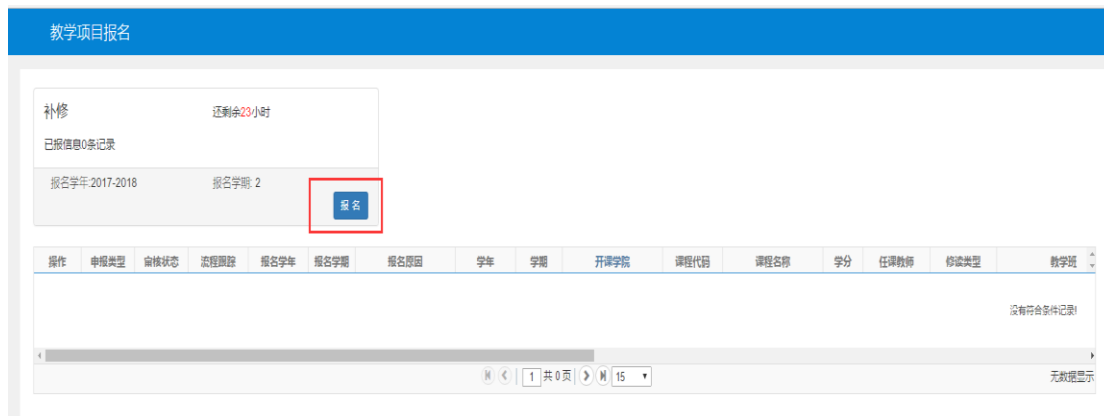 教学项目报名
补修 还剩余23小时
已报信息0条记录
报名学年:2017-2018 报名学期: 2
报 名
操作 申报类型 审核状态 流程跟踪 报名学年 报名学期 报名原因 学年 学期 开课学院 课程代码 课程名称 学分 任课教师 修读类型 教学班
没有符合条件记录!
1 共 0 页 15 无数据显示